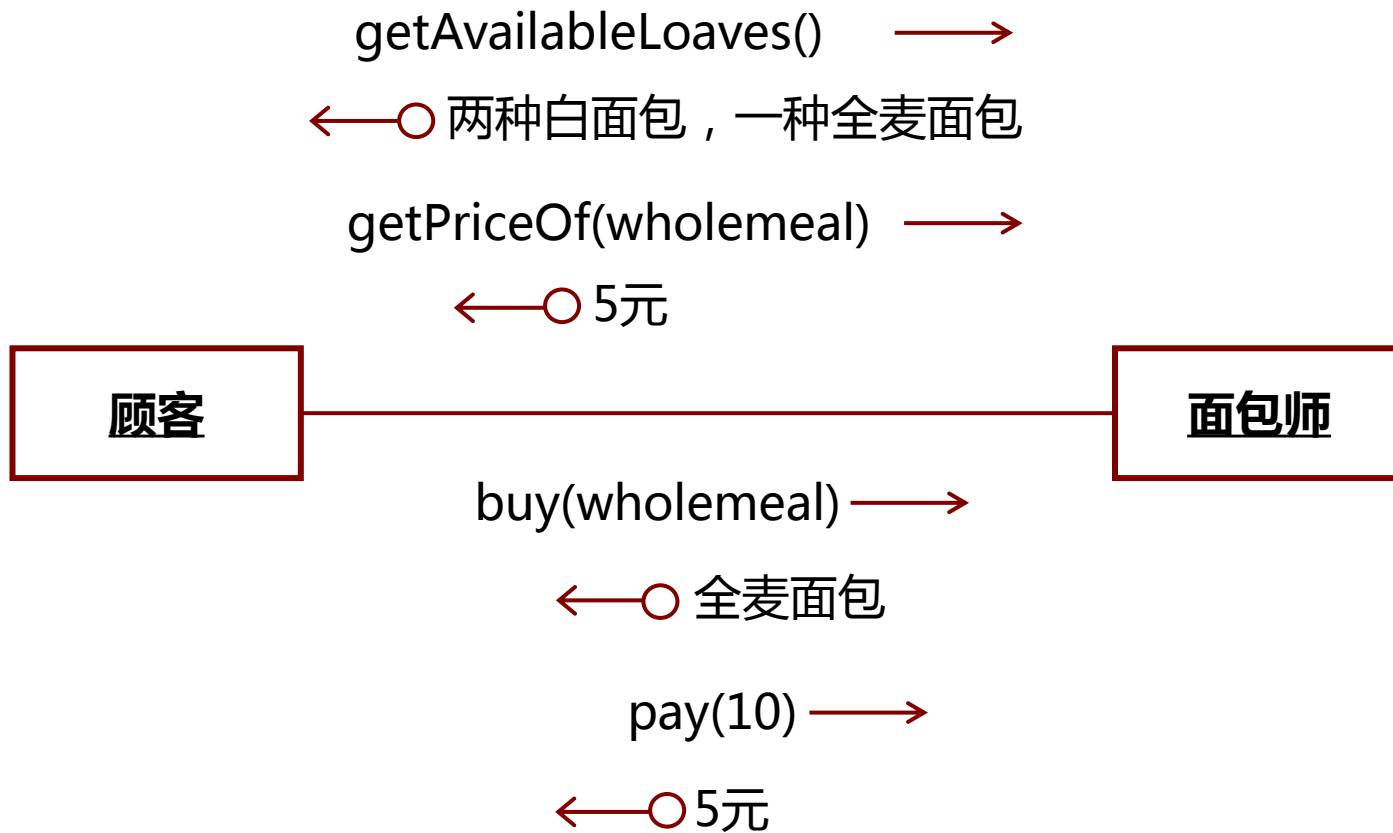 getAvailableLoaves()
两种白面包，一种全麦面包
getPriceOf(wholemeal)
5元
顾客
面包师
buy(wholemeal)
全麦面包
pay(10)
5元